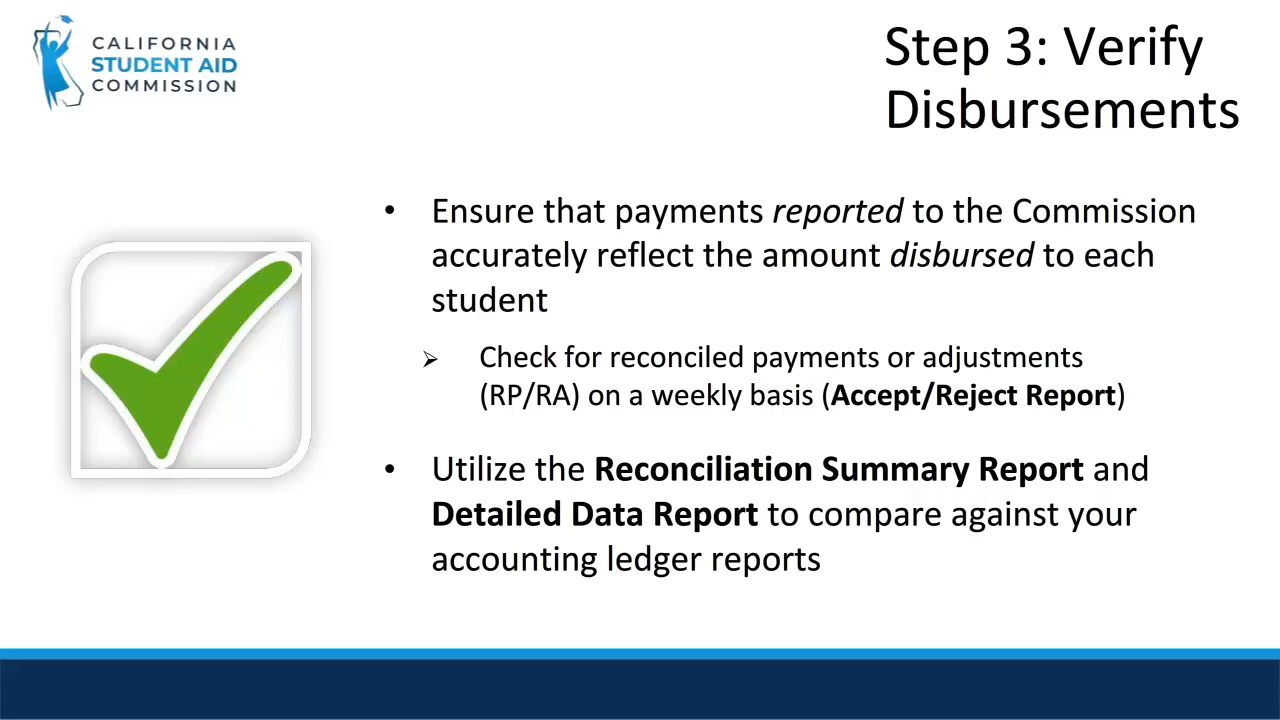 CALIFORNIA
STUDENT AID
COMMISSION
Step 3: Verify
Disbursements
• Ensure that payments reported to the Commission
accurately reflect the amount disbursed to each
student
➢ Check for reconciled payments or adjustments
(RP/RA) on a weekly basis (Accept/Reject Report)
• Utilize the Reconciliation Summary Report and
Detailed Data Report to compare against your
accounting ledger reports